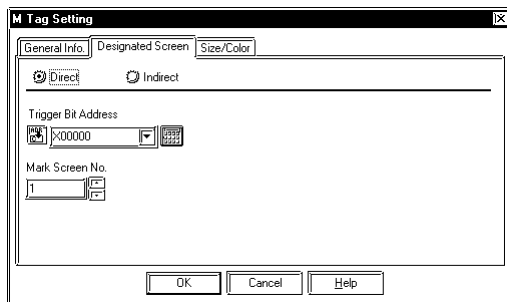 M Tag Setting
General Info. Designated Screen Size/Color
Direct Indirect
Trigger Bit Address
X00000
Mark Screen No.
1
OK Cancel Help